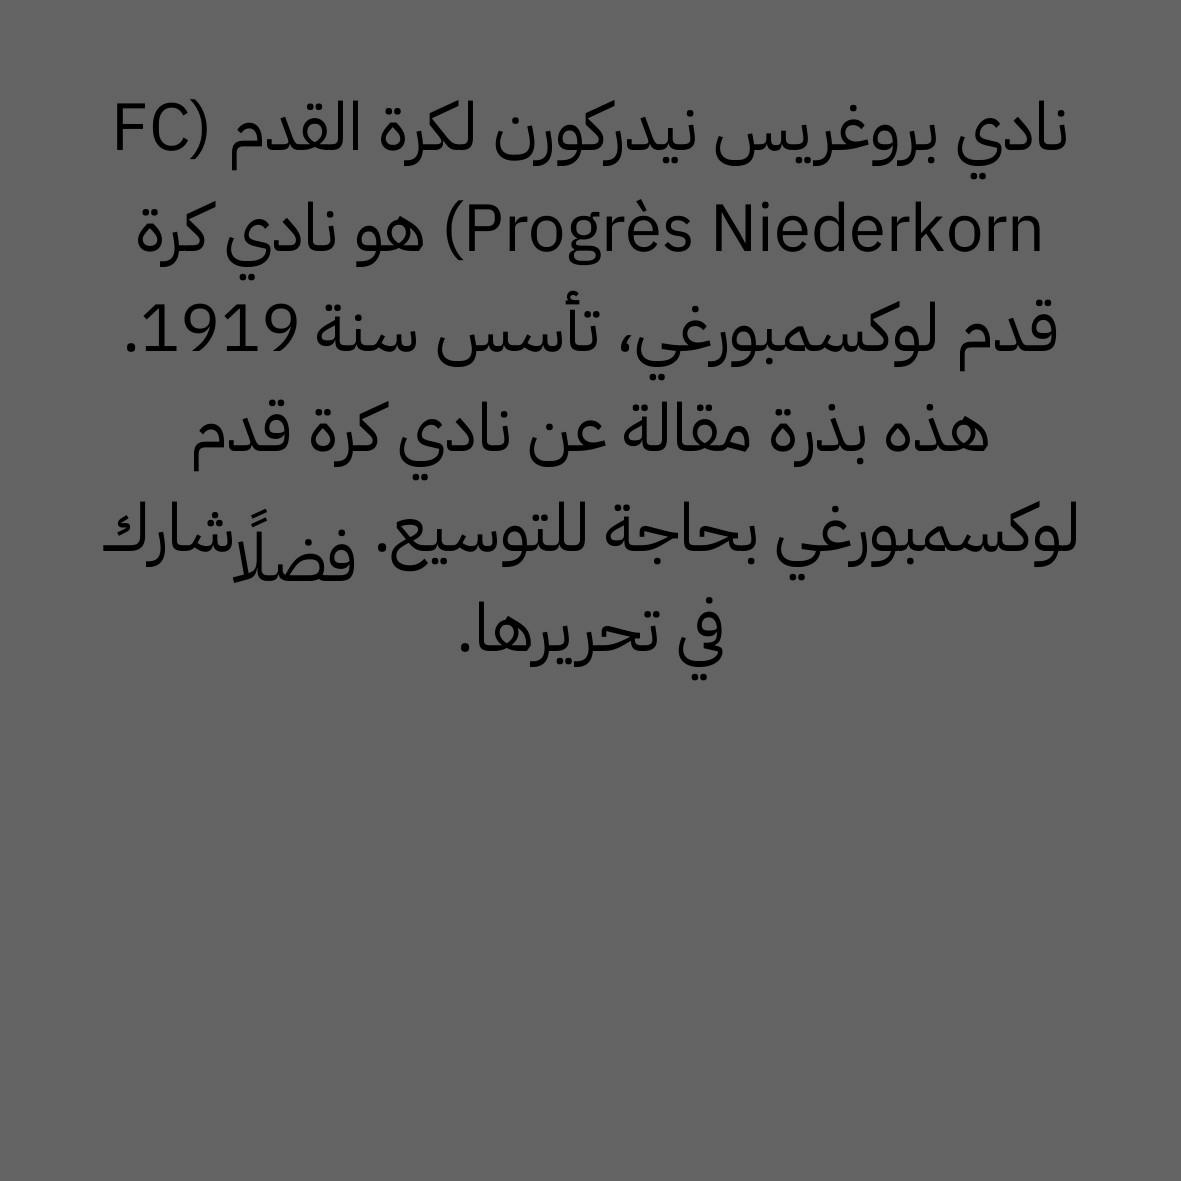 نادي بروغريس نيدركورن لكرة القدم (FC
Progrès Niederkorn) هو نادي كرة
قدم لوكسمبورغي، تأسس سنة 1919.
هذه بذرة مقالة عن نادي كرة قدم
لوكسمبورغي بحاجة للتوسيع. فضلًا شارك
في تحريرها.